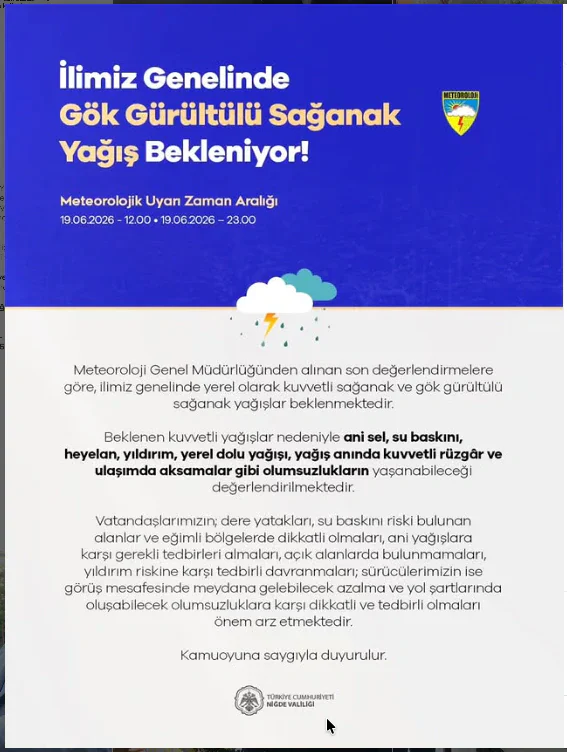 İlimiz Genelinde
Gök Gürültülü Sağanak
Yağış Bekleniyor!
METEOROLOJİ
Meteorolojik Uyarı Zaman Aralığı
19.06.2026 - 12.00 • 19.06.2026 – 23.00
Meteoroloji Genel Müdürlüğünden alınan son değerlendirmelere
göre, ilimiz genelinde yerel olarak kuvvetli sağanak ve gök gürültülü
sağanak yağışlar beklenmektedir.
Beklenen kuvvetli yağışlar nedeniyle ani sel, su baskını,
heyelan, yıldırım, yerel dolu yağışı, yağış anında kuvvetli rüzgâr ve
ulaşımda aksamalar gibi olumsuzlukların yaşanabileceği
değerlendirilmektedir.
Vatandaşlarımızın; dere yatakları, su baskını riski bulunan
alanlar ve eğimli bölgelerde dikkatli olmaları, ani yağışlara
karşı gerekli tedbirleri almaları, açık alanlarda bulunmamaları,
yıldırım riskine karşı tedbirli davranmaları; sürücülerimizin ise
görüş mesafesinde meydana gelebilecek azalma ve yol şartlarında
oluşabilecek olumsuzluklara karşı dikkatli ve tedbirli olmaları
önem arz etmektedir.
Kamuoyuna saygıyla duyurulur.
TÜRKİYE CUMHURİYETİ
NİĞDE VALİLİĞİ